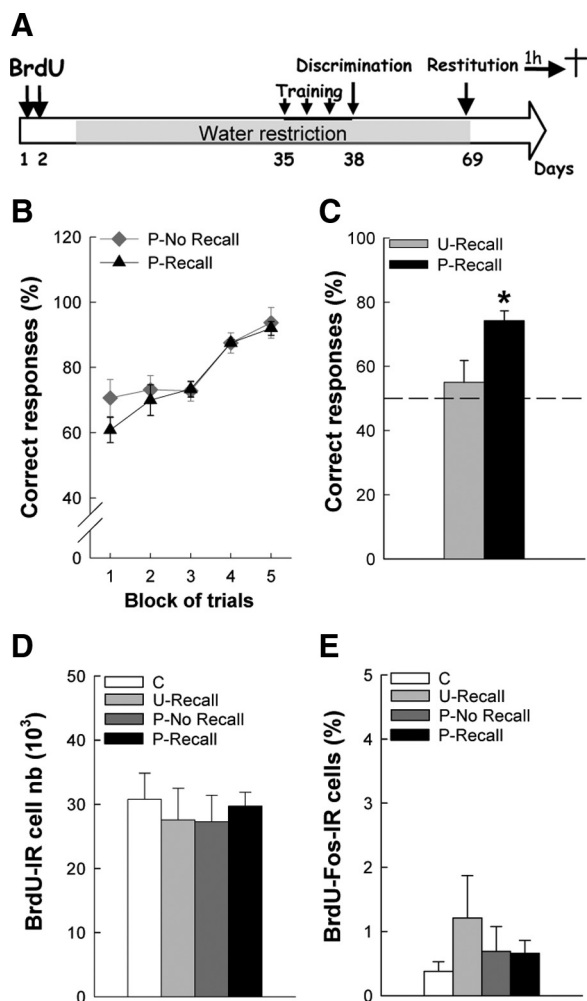 A
BrdU
Discrimination Restitution 1h
Training
Water restriction
1 2 35 38 69 Days
B
P-No Recall
P-Recall
Correct responses (%)
120
100
80
60
40
0
1 2 3 4 5
Block of trials
C
U-Recall
P-Recall
*
Correct responses (%)
100
80
60
40
20
0
D
C
U-Recall
P-No Recall
P-Recall
BrdU-IR cell nb (10³)
50
40
30
20
10
0
E
C
U-Recall
P-No Recall
P-Recall
BrdU-Fos-IR cells (%)
5
4
3
2
1
0